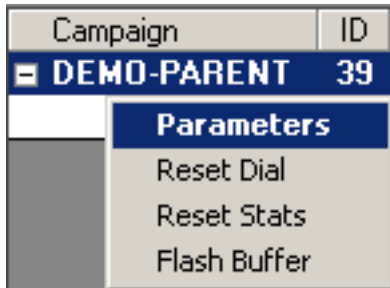 Campaign ID
DEMO-PARENT 39
Parameters
Reset Dial
Reset Stats
Flash Buffer